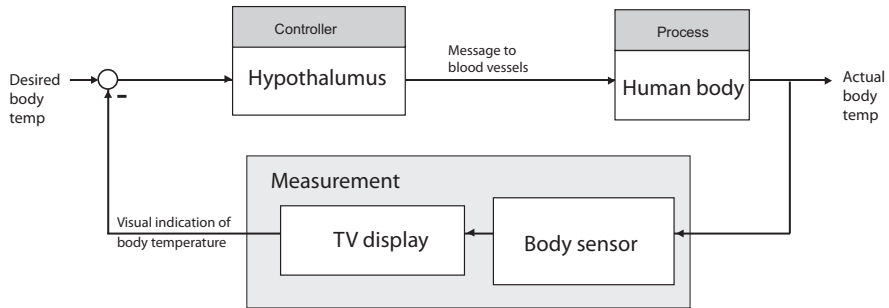 Controller
Process
Desired
body
temp
Hypothalumus
Message to
blood vessels
Human body
Actual
body
temp
-
Measurement
Visual indication of
body temperature
TV display
Body sensor